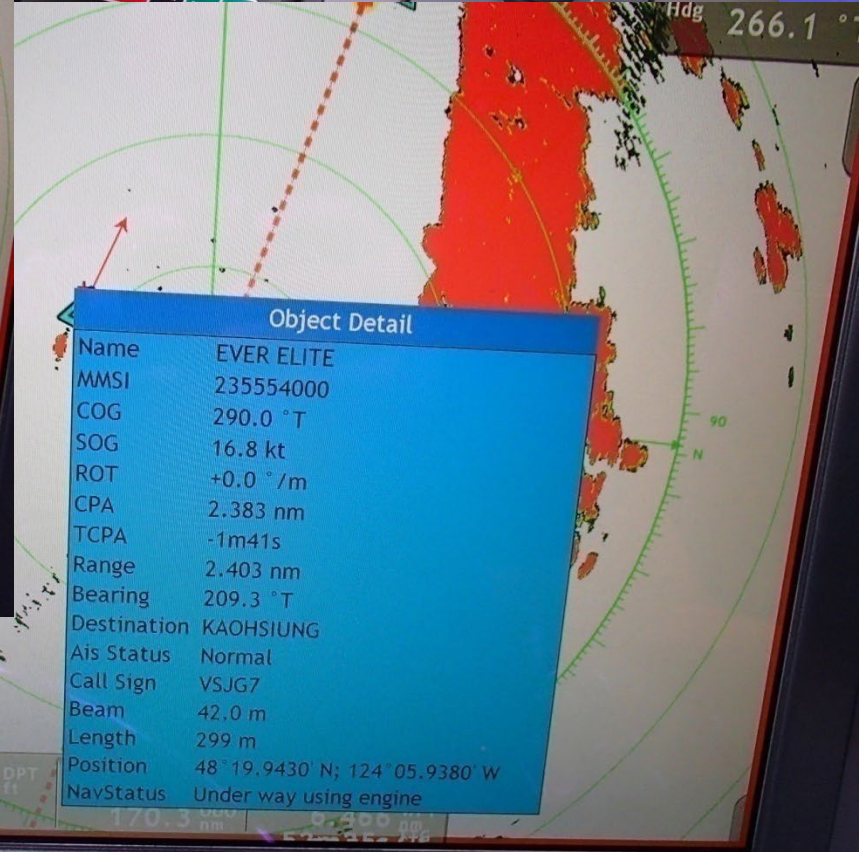 Hdg 266.1 °T
Object Detail
Name EVER ELITE
MMSI 235554000
COG 290.0 °T
SOG 16.8 kt
ROT +0.0 °/m
CPA 2.383 nm
TCPA -1m41s
Range 2.403 nm
Bearing 209.3 °T
Destination KAOHSIUNG
Ais Status Normal
Call Sign VSJG7
Beam 42.0 m
Length 299 m
Position 48°19.9430' N; 124°05.9380' W
NavStatus Under way using engine
90
N
DPT
ft
170.3
nm